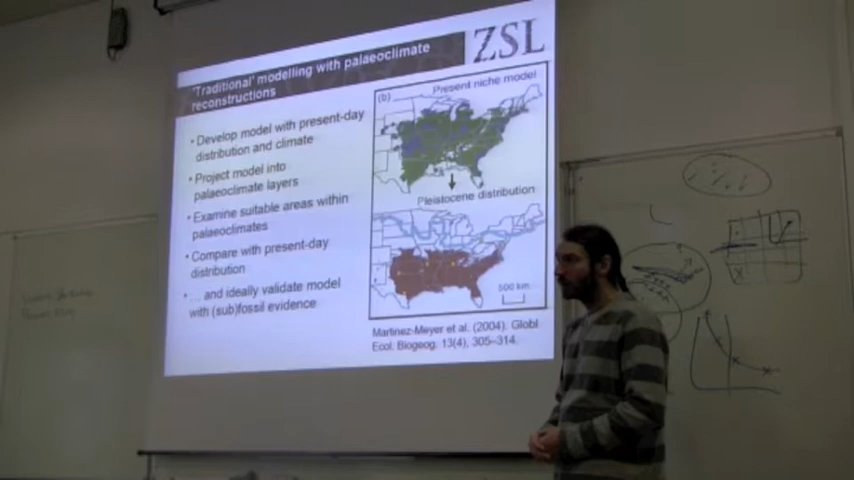 'Traditional' modelling with palaeoclimate
reconstructions
ZSL
• Develop model with present-day
distribution and climate
• Project model into
palaeoclimate layers
• Examine suitable areas within
palaeoclimates
• Compare with present-day
distribution
• ... and ideally validate model
with (sub)fossil evidence
(b)
Present niche model
Pleistocene distribution
500 km
Martinez-Meyer et al. (2004). Globl
Ecol. Biogeog. 13(4), 305–314.